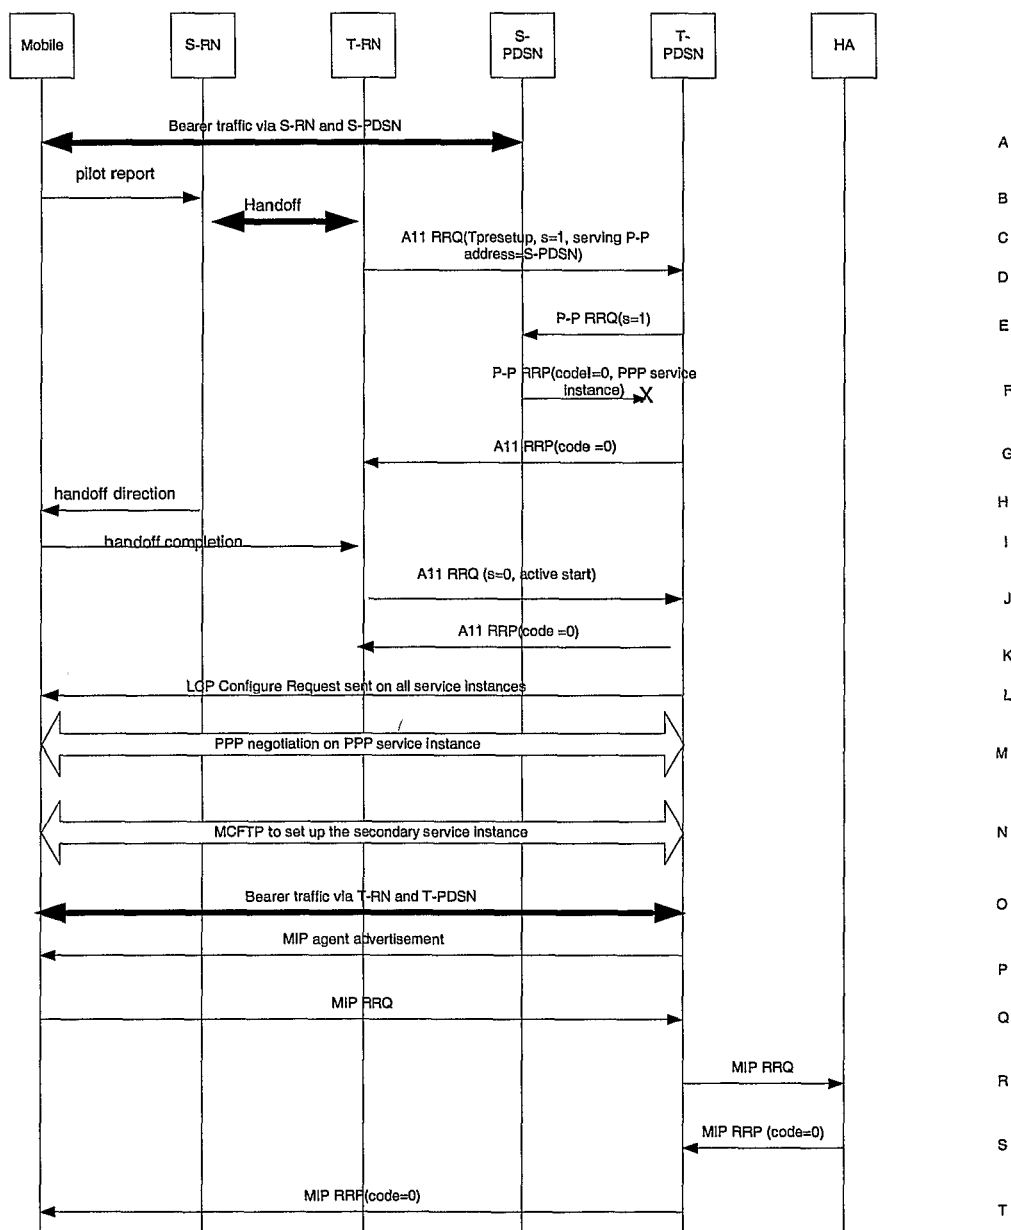 Mobile
S-RN
T-RN
S-
PDSN
T-
PDSN
HA
Bearer traffic via S-RN and S-PDSN
A
pilot report
B
Handoff
C
A11 RRQ(Tpresetup, s=1, serving P-P
address=S-PDSN)
D
P-P RRQ(s=1)
E
P-P RRP(code!=0, PPP service
instance)
X
F
A11 RRP(code =0)
G
handoff direction
H
handoff completion
I
A11 RRQ (s=0, active start)
J
A11 RRP(code =0)
K
LCP Configure Request sent on all service instances
L
PPP negotiation on PPP service instance
M
MCFTP to set up the secondary service instance
N
Bearer traffic via T-RN and T-PDSN
O
MIP agent advertisement
P
MIP RRQ
Q
MIP RRQ
R
MIP RRP (code=0)
S
MIP RRP(code=0)
T